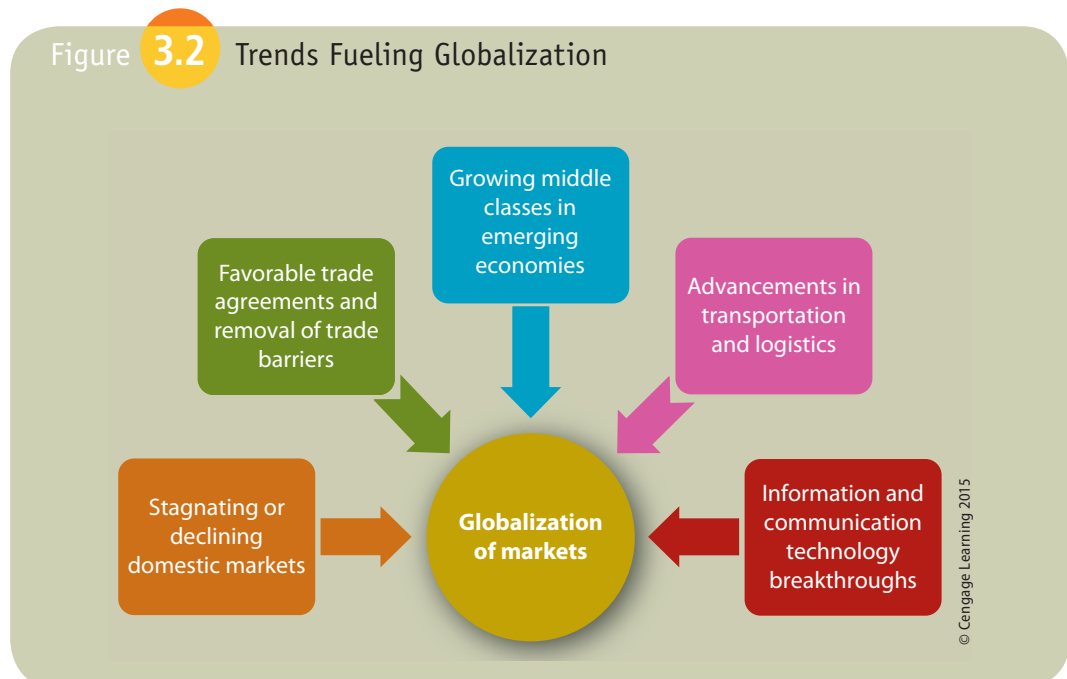 Figure 3.2 Trends Fueling Globalization
Growing middle
classes in
emerging
economies
Favorable trade
agreements and
removal of trade
barriers
Advancements in
transportation
and logistics
Stagnating or
declining
domestic markets
Globalization
of markets
Information and
communication
technology
breakthroughs
© Cengage Learning 2015